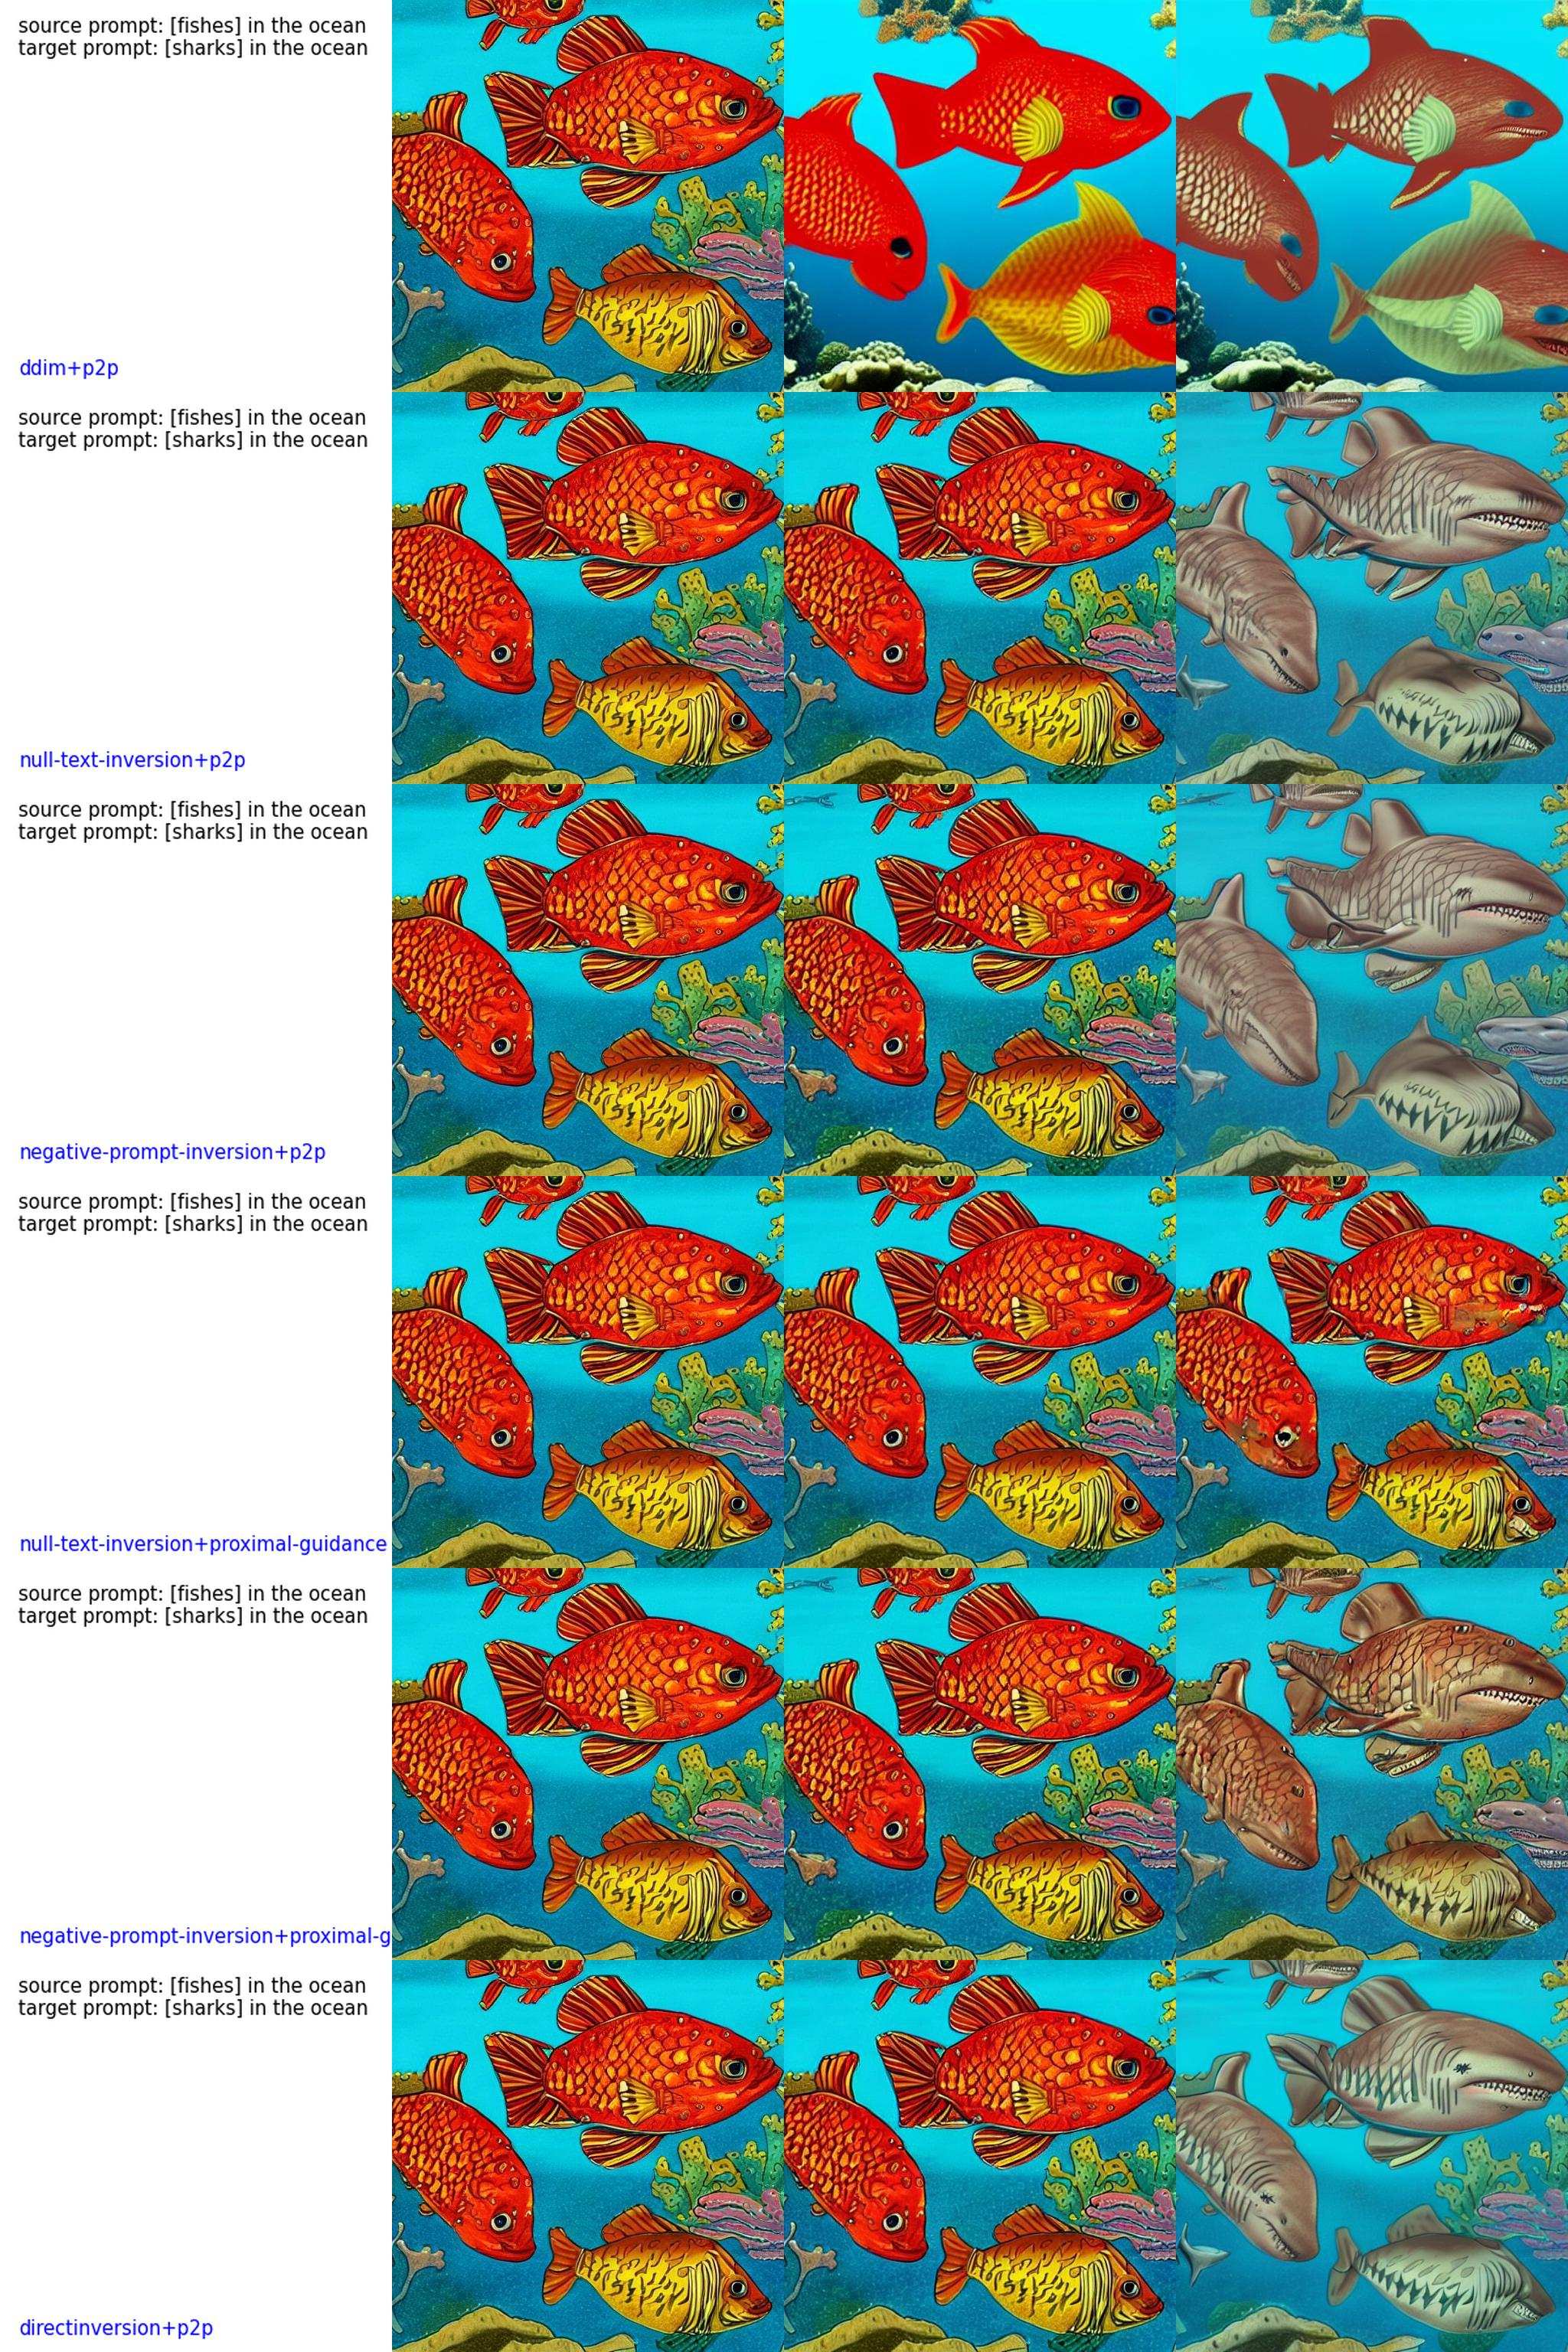 source prompt: [fishes] in the ocean
target prompt: [sharks] in the ocean
ddim+p2p
source prompt: [fishes] in the ocean
target prompt: [sharks] in the ocean
null-text-inversion+p2p
source prompt: [fishes] in the ocean
target prompt: [sharks] in the ocean
negative-prompt-inversion+p2p
source prompt: [fishes] in the ocean
target prompt: [sharks] in the ocean
null-text-inversion+proximal-guidance
source prompt: [fishes] in the ocean
target prompt: [sharks] in the ocean
negative-prompt-inversion+proximal-g
source prompt: [fishes] in the ocean
target prompt: [sharks] in the ocean
directinversion+p2p